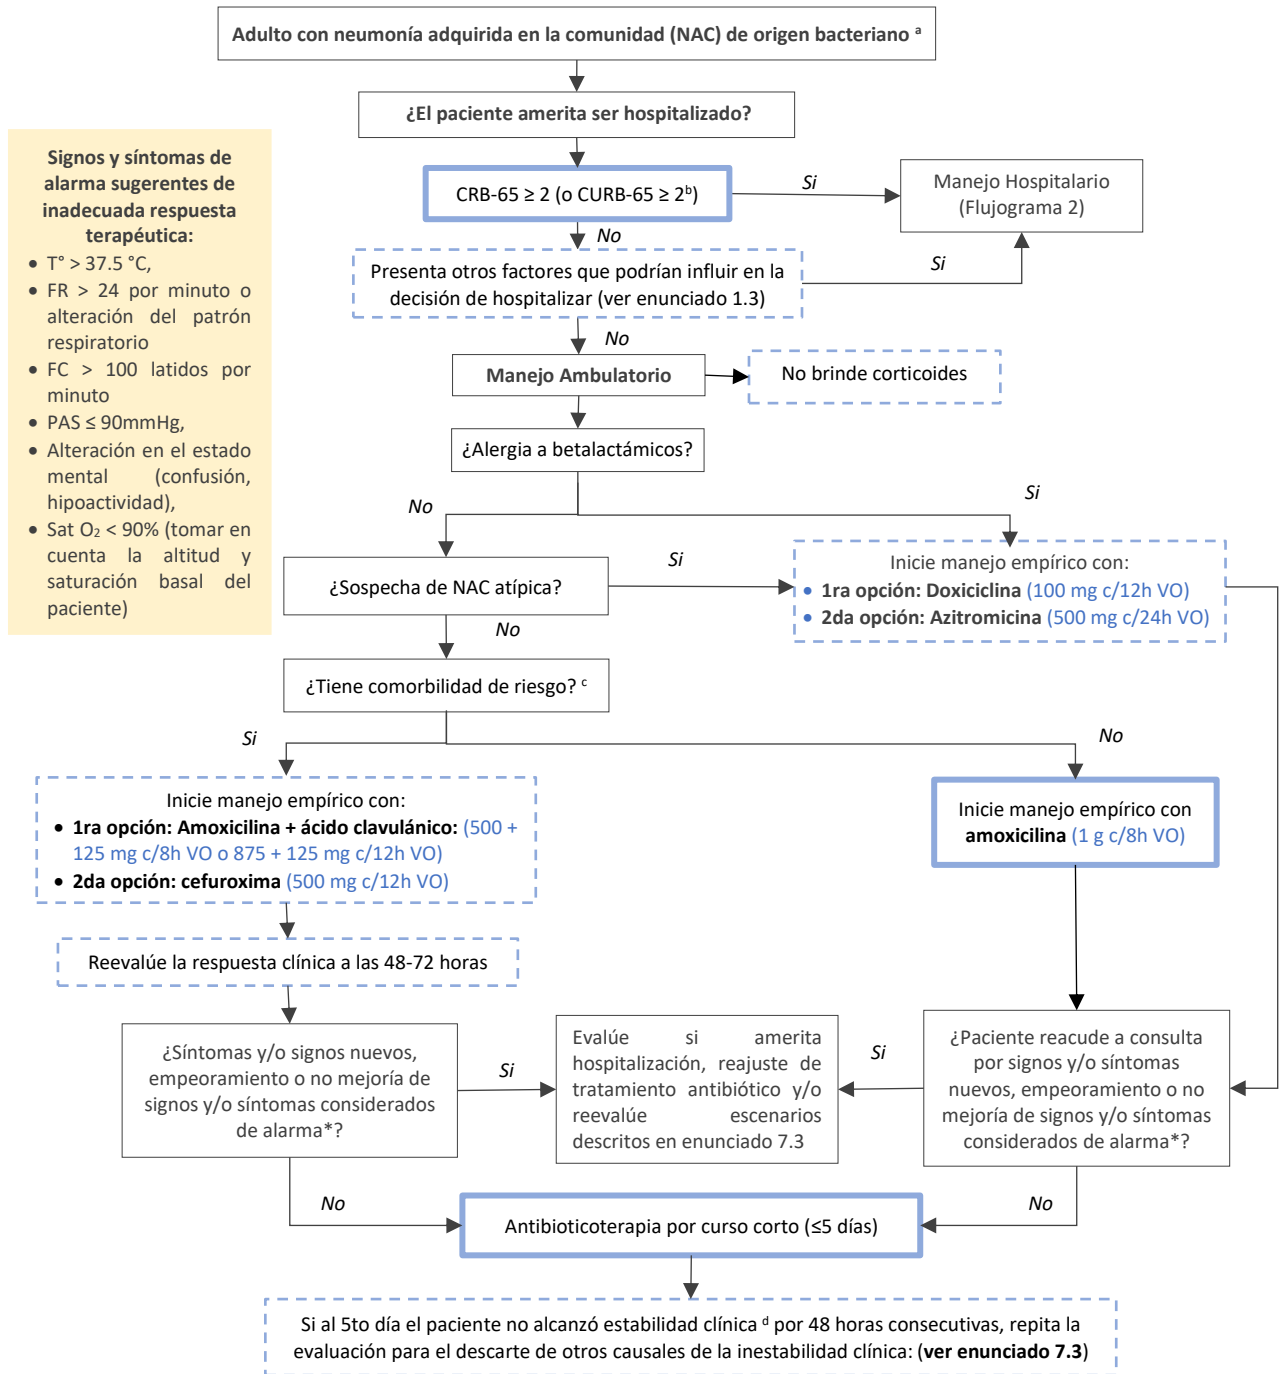 Adulto con neumonía adquirida en la comunidad (NAC) de origen bacteriano ᵃ
¿El paciente amerita ser hospitalizado?
Signos y síntomas de
alarma sugerentes de
inadecuada respuesta
terapéutica:
• T° > 37.5 °C,
• FR > 24 por minuto o
alteración del patrón
respiratorio
• FC > 100 latidos por
minuto
• PAS ≤ 90mmHg,
• Alteración en el estado
mental (confusión,
hipoactividad),
• Sat O₂ < 90% (tomar en
cuenta la altitud y
saturación basal del
paciente)
CRB-65 ≥ 2 (o CURB-65 ≥ 2ᵇ)
Si
Manejo Hospitalario
(Flujograma 2)
No
Presenta otros factores que podrían influir en la
decisión de hospitalizar (ver enunciado 1.3)
Si
No
Manejo Ambulatorio
No brinde corticoides
¿Alergia a betalactámicos?
No
Si
¿Sospecha de NAC atípica?
Si
Inicie manejo empírico con:
• 1ra opción: Doxiciclina (100 mg c/12h VO)
• 2da opción: Azitromicina (500 mg c/24h VO)
No
¿Tiene comorbilidad de riesgo? ᶜ
Si
No
Inicie manejo empírico con:
• 1ra opción: Amoxicilina + ácido clavulánico: (500 +
125 mg c/8h VO o 875 + 125 mg c/12h VO)
• 2da opción: cefuroxima (500 mg c/12h VO)
Inicie manejo empírico con
amoxicilina (1 g c/8h VO)
Reevalúe la respuesta clínica a las 48-72 horas
¿Síntomas y/o signos nuevos,
empeoramiento o no mejoría de
signos y/o síntomas considerados
de alarma*?
Si
Evalúe si amerita
hospitalización, reajuste de
tratamiento antibiótico y/o
reevalúe escenarios
descritos en enunciado 7.3
Si
¿Paciente reacude a consulta
por signos y/o síntomas
nuevos, empeoramiento o no
mejoría de signos y/o síntomas
considerados de alarma*?
No
No
Antibioticoterapia por curso corto (≤5 días)
Si al 5to día el paciente no alcanzó estabilidad clínica ᵈ por 48 horas consecutivas, repita la
evaluación para el descarte de otros causales de la inestabilidad clínica: (ver enunciado 7.3)